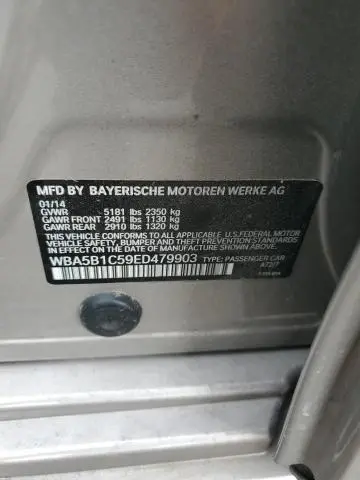 MFD BY BAYERISCHE MOTOREN WERKE AG
01/14
GVWR 5181 lbs 2350 kg
GAWR FRONT 2491 lbs 1130 kg
GAWR REAR 2910 lbs 1320 kg
THIS VEHICLE CONFORMS TO ALL APPLICABLE U.S.FEDERAL MOTOR
VEHICLE SAFETY, BUMPER, AND THEFT PREVENTION STANDARDS
IN EFFECT ON THE DATE OF MANUFACTURE SHOWN ABOVE.
WBA5B1C59ED479903 TYPE: PASSENGER CAR